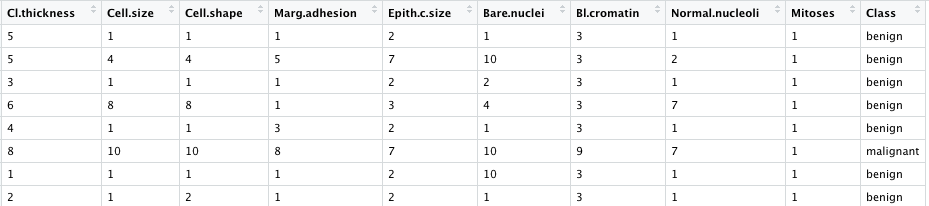 Cl.thickness Cell.size Cell.shape Marg.adhesion Epith.c.size Bare.nuclei Bl.cromatin Normal.nucleoli Mitoses Class
5 1 1 1 2 1 3 1 1 benign
5 4 4 5 7 10 3 2 1 benign
3 1 1 1 2 2 3 1 1 benign
6 8 8 1 3 4 3 7 1 benign
4 1 1 3 2 1 3 1 1 benign
8 10 10 8 7 10 9 7 1 malignant
1 1 1 1 2 10 3 1 1 benign
2 1 2 1 2 1 3 1 1 benign